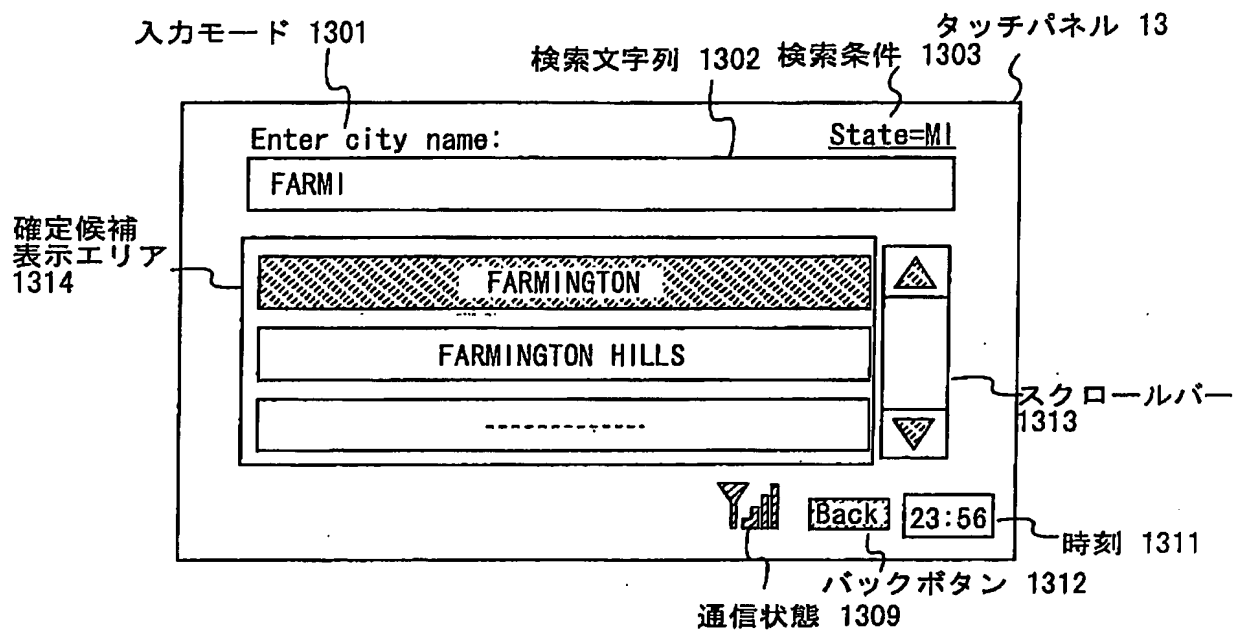 入力モード 1301
検索文字列 1302
検索条件 1303
タッチパネル 13
Enter city name:
State=MI
FARMI
確定候補
表示エリア
1314
FARMINGTON
FARMINGTON HILLS
-------------
スクロールバー
1313
Back
23:56
時刻 1311
バックボタン 1312
通信状態 1309